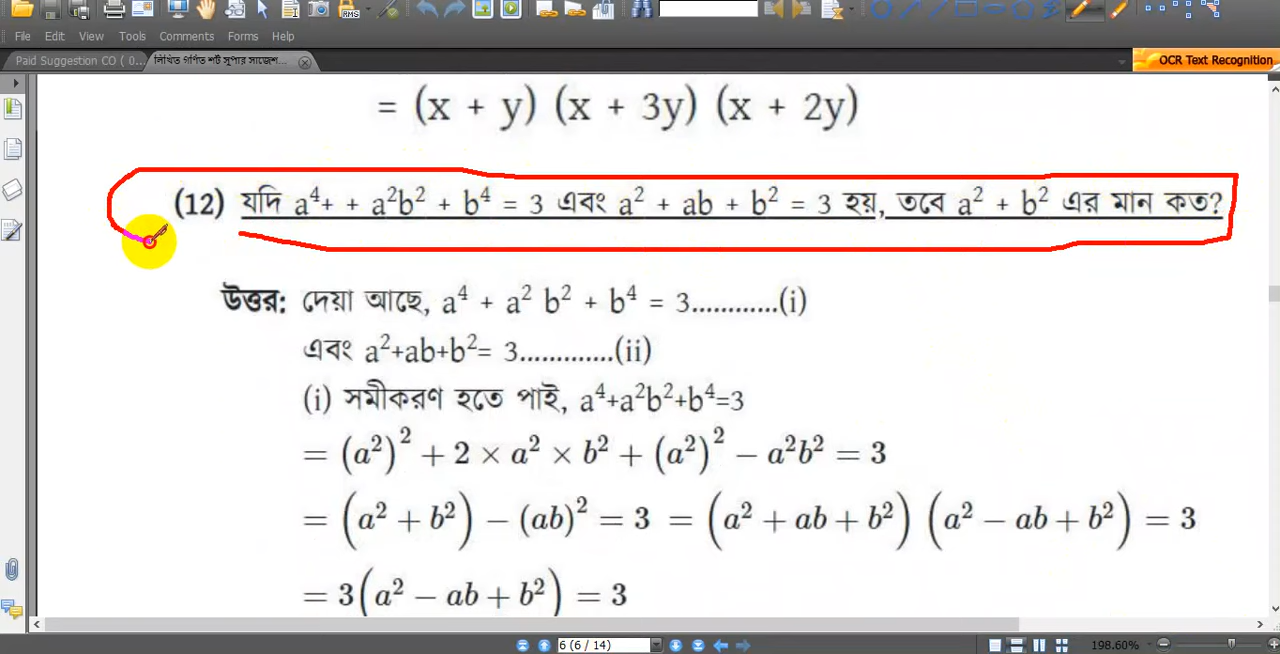 File Edit View Tools Comments Forms Help
Paid Suggestion CO ( 0... লিখিত গণিত শর্ট সুপার সাজেশ...
OCR Text Recognition
= (x + y) (x + 3y) (x + 2y)
(12) যদি a⁴+ + a²b² + b⁴ = 3 এবং a² + ab + b² = 3 হয়, তবে a² + b² এর মান কত?
উত্তর: দেয়া আছে, a⁴ + a² b² + b⁴ = 3............(i)
এবং a²+ab+b²= 3.............(ii)
(i) সমীকরণ হতে পাই, a⁴+a²b²+b⁴=3
= (a²)² + 2 × a² × b² + (a²)² − a²b² = 3
= (a² + b²) − (ab)² = 3 = (a² + ab + b²) (a² − ab + b²) = 3
= 3(a² − ab + b²) = 3
6 (6 / 14) 198.60%